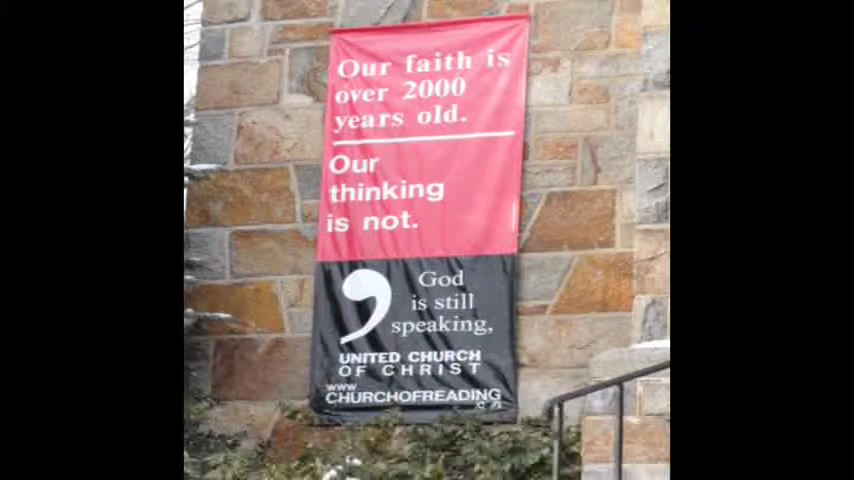 Our faith is
over 2000
years old.
Our
thinking
is not.
God
is still
speaking,
UNITED CHURCH
OF CHRIST
www
CHURCHOFREADING